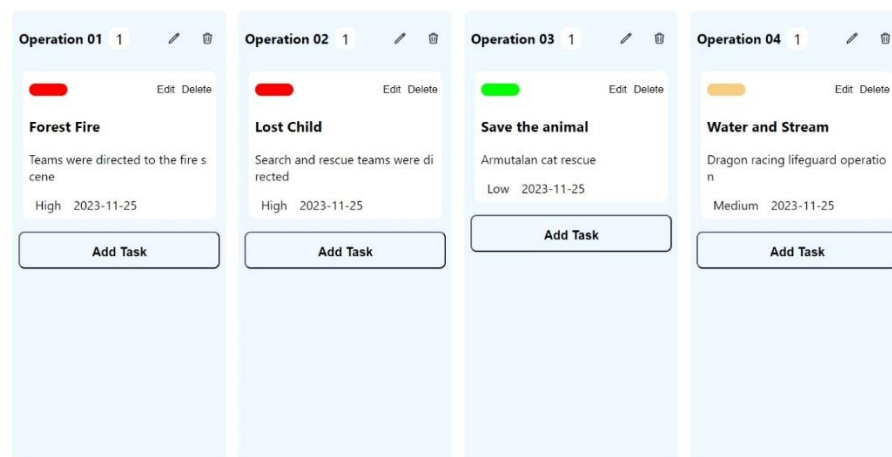 Operation 01 1
Edit Delete
Forest Fire
Teams were directed to the fire s
cene
High 2023-11-25
Add Task
Operation 02 1
Edit Delete
Lost Child
Search and rescue teams were di
rected
High 2023-11-25
Add Task
Operation 03 1
Edit Delete
Save the animal
Armutalan cat rescue
Low 2023-11-25
Add Task
Operation 04 1
Edit Delete
Water and Stream
Dragon racing lifeguard operatio
n
Medium 2023-11-25
Add Task